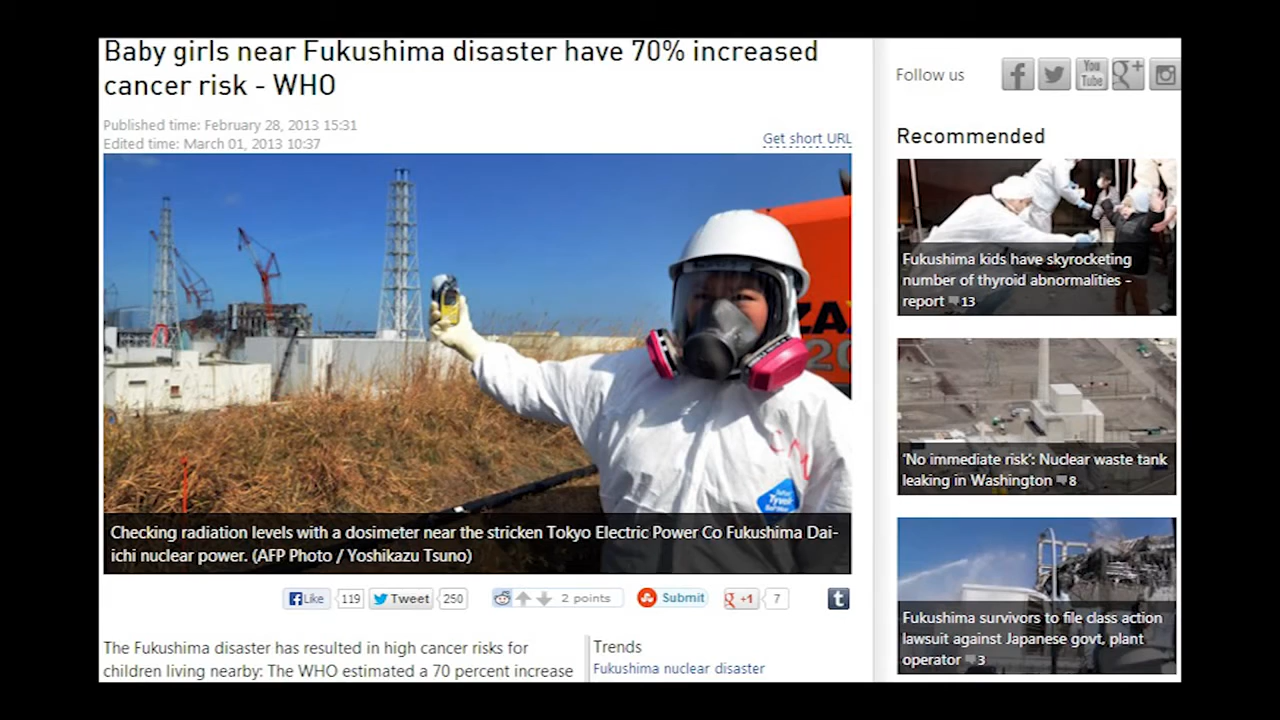 Baby girls near Fukushima disaster have 70% increased
cancer risk - WHO
Published time: February 28, 2013 15:31
Edited time: March 01, 2013 10:37
Get short URL
Checking radiation levels with a dosimeter near the stricken Tokyo Electric Power Co Fukushima Dai-
ichi nuclear power. (AFP Photo / Yoshikazu Tsuno)
Like 119 Tweet 250 2 points Submit +1 7
The Fukushima disaster has resulted in high cancer risks for
children living nearby: The WHO estimated a 70 percent increase
Trends
Fukushima nuclear disaster
Follow us
You
Tube
Recommended
Fukushima kids have skyrocketing
number of thyroid abnormalities -
report 13
'No immediate risk': Nuclear waste tank
leaking in Washington 8
Fukushima survivors to file class action
lawsuit against Japanese govt, plant
operator 3